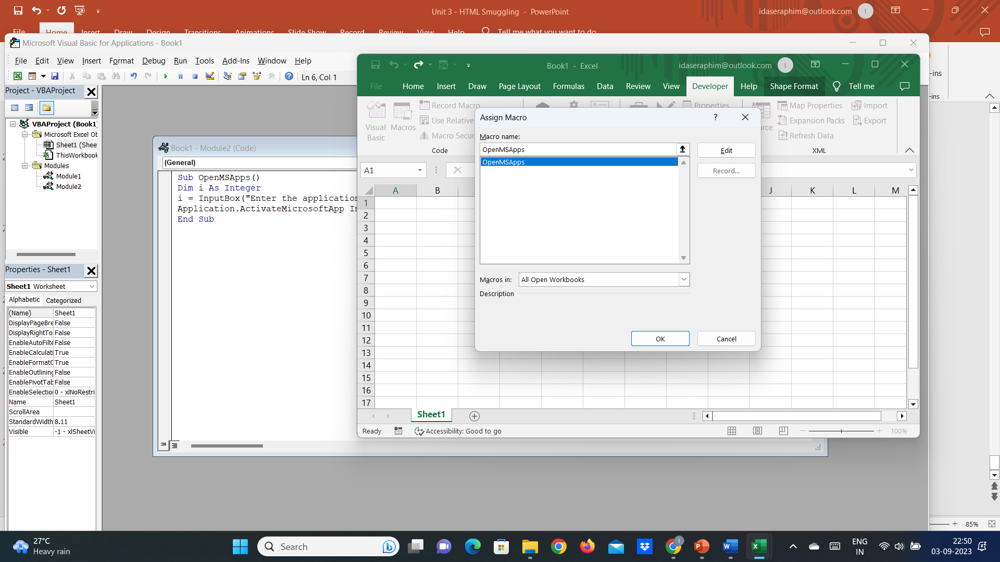 Unit 3 - HTML Smuggling - PowerPoint
idaseraphim@outlook.com
I
File Home Insert Draw Design Transitions Animations Slide Show Record Review View Help Tell me what you want to do
Microsoft Visual Basic for Applications - Book1
File Edit View Insert Format Debug Run Tools Add-Ins Window Help
Ln 6, Col 1
Project - VBAProject
VBAProject (Book1)
Microsoft Excel Ob
Sheet1 (Shee
ThisWorkbook
Modules
Module1
Module2
Properties - Sheet1
Sheet1 Worksheet
Alphabetic Categorized
(Name) Sheet1
DisplayPageBre False
DisplayRightTo False
EnableAutoFilte False
EnableCalculati True
EnableFormatC True
EnableOutlining False
EnablePivotTab False
EnableSelection 0 - xlNoRestri
Name Sheet1
ScrollArea
StandardWidth 8.11
Visible -1 - xlSheetVi
Book1 - Module2 (Code)
(General)
Sub OpenMSApps()
Dim i As Integer
i = InputBox("Enter the application
Application.ActivateMicrosoftApp In
End Sub
Book1 - Excel
idaseraphim@outlook.com
I
File Home Insert Draw Page Layout Formulas Data Review View Developer Help Shape Format Tell me
Visual Basic
Macros
Record Macro
Use Relative
Macro Secur
Code
Properties
Map Properties
Expansion Packs
Refresh Data
Import
Export
XML
A1
A B J K L M
1
2
3
4
5
6
7
8
9
10
11
12
13
14
15
16
17
Assign Macro
?
Macro name:
OpenMSApps
OpenMSApps
Edit
Record...
Macros in: All Open Workbooks
Description
OK Cancel
Sheet1
Ready Accessibility: Good to go
100%
-ins
-ins
85%
27°C
Heavy rain
Search
ENG
IN
22:50
03-09-2023